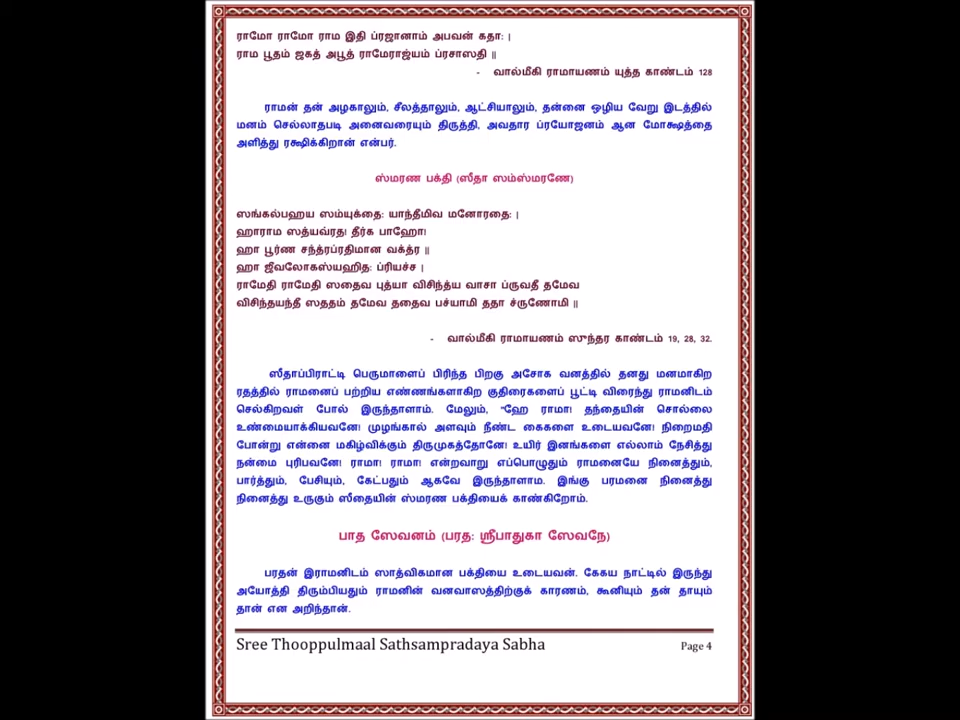 ராமோ ராமோ ராம இதி ப்ரஜானாம் அபவன் கதா: |
ராம பூதம் ஜகத் அபூத் ராமேராஜ்யம் ப்ரசாஸதி ||
- வால்மீகி ராமாயணம் யுத்த காண்டம் 128
ராமன் தன் அழகாலும், சீலத்தாலும், ஆட்சியாலும், தன்னை ஒழிய வேறு இடத்தில்
மனம் செல்லாதபடி அனைவரையும் திருத்தி, அவதார ப்ரயோஜனம் ஆன மோக்ஷத்தை
அளித்து ரக்ஷிக்கிறான் என்பர்.
ஸ்மரண பக்தி (ஸீதா ஸம்ஸ்மரணே)
ஸங்கல்பஹய ஸம்யுக்தை: யாந்தீமிவ மனோரதை: |
ஹாராம ஸத்யவ்ரத! தீர்க பாஹோ!
ஹா பூர்ண சந்த்ரப்ரதிமான வக்த்ர ||
ஹா ஜீவலோகஸ்யஹித: ப்ரியச்ச |
ராமேதி ராமேதி ஸதைவ புத்யா விசிந்த்ய வாசா ப்ருவதீ தமேவ
விசிந்தயந்தீ ஸததம் தமேவ ததைவ பச்யாமி ததா ச்ருணோமி ||
- வால்மீகி ராமாயணம் ஸுந்தர காண்டம் 19, 28, 32.
ஸீதாப்பிராட்டி பெருமாளைப் பிரிந்த பிறகு அசோக வனத்தில் தனது மனமாகிற
ரதத்தில் ராமனைப் பற்றிய எண்ணங்களாகிற குதிரைகளைப் பூட்டி விரைந்து ராமனிடம்
செல்கிறவள் போல் இருந்தாளாம். மேலும், "ஹே ராமா! தந்தையின் சொல்லை
உண்மையாக்கியவனே! முழங்கால் அளவும் நீண்ட கைகளை உடையவனே! நிறைமதி
போன்று என்னை மகிழ்விக்கும் திருமுகத்தோனே! உயிர் இனங்களை எல்லாம் நேசித்து
நன்மை புரிபவனே! ராமா! ராமா! என்றவாறு எப்பொழுதும் ராமனையே நினைத்தும்,
பார்த்தும், பேசியும், கேட்பதும் ஆகவே இருந்தாளாம. இங்கு பரமனை நினைத்து
நினைத்து உருகும் ஸீதையின் ஸ்மரண பக்தியைக் காண்கிறோம்.
பாத ஸேவனம் (பரத: ஸ்ரீபாதுகா ஸேவநே)
பரதன் இராமனிடம் ஸாத்விகமான பக்தியை உடையவன். கேகய நாட்டில் இருந்து
அயோத்தி திரும்பியதும் ராமனின் வனவாஸத்திற்குக் காரணம், கூனியும் தன் தாயும்
தான் என அறிந்தான்.
Sree Thooppulmaal Sathsampradaya Sabha Page 4